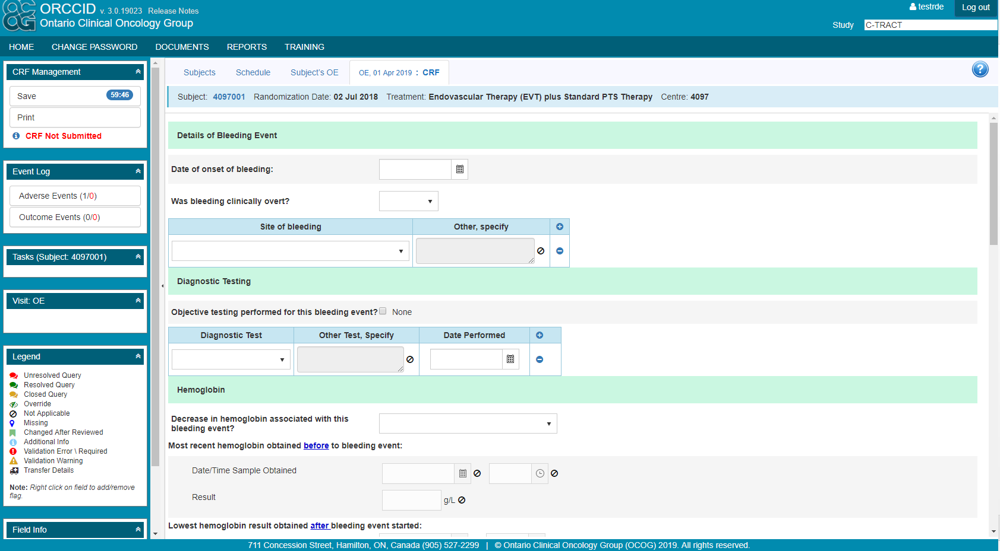 ORCCID v. 3.0.19023 Release Notes
Ontario Clinical Oncology Group
testrde
Log out
Study C-TRACT
HOME CHANGE PASSWORD DOCUMENTS REPORTS TRAINING
CRF Management
Save 59:46
Print
CRF Not Submitted
Event Log
Adverse Events (1/0)
Outcome Events (0/0)
Tasks (Subject: 4097001)
Visit: OE
Legend
Unresolved Query
Resolved Query
Closed Query
Override
Not Applicable
Missing
Changed After Reviewed
Additional Info
Validation Error \ Required
Validation Warning
Transfer Details
Note: Right click on field to add/remove
flag.
Field Info
Subjects Schedule Subject's OE OE, 01 Apr 2019 : CRF
Subject: 4097001 Randomization Date: 02 Jul 2018 Treatment: Endovascular Therapy (EVT) plus Standard PTS Therapy Centre: 4097
Details of Bleeding Event
Date of onset of bleeding:
Was bleeding clinically overt?
Site of bleeding Other, specify
Diagnostic Testing
Objective testing performed for this bleeding event? None
Diagnostic Test Other Test, Specify Date Performed
Hemoglobin
Decrease in hemoglobin associated with this
bleeding event?
Most recent hemoglobin obtained before to bleeding event:
Date/Time Sample Obtained
Result g/L
Lowest hemoglobin result obtained after bleeding event started:
711 Concession Street, Hamilton, ON, Canada (905) 527-2299 | © Ontario Clinical Oncology Group (OCOG) 2019. All rights reserved.